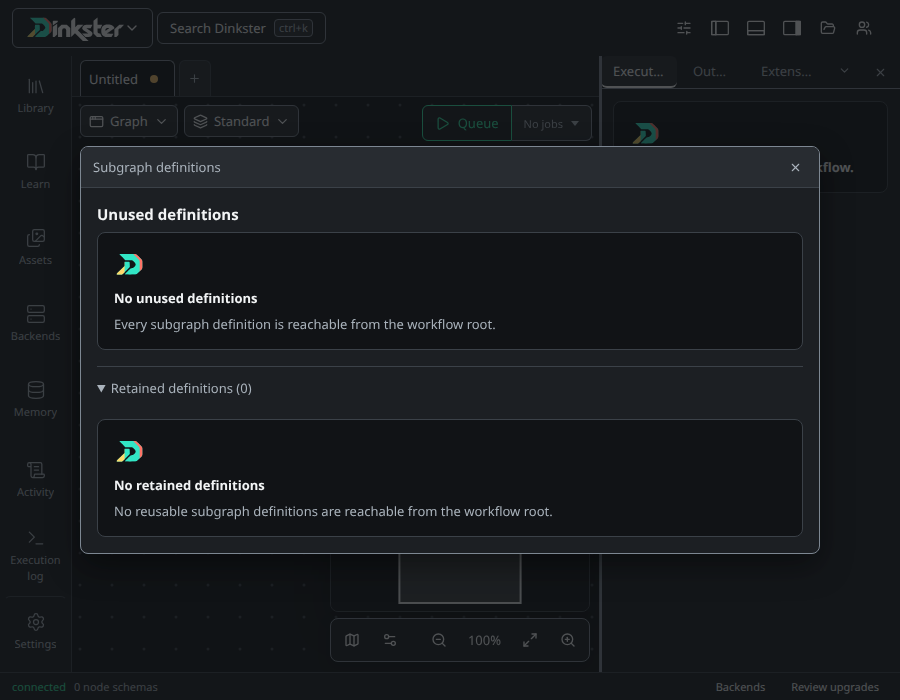 Dinkster
Search Dinkster ctrl+k
Untitled
+
Execut...
Out...
Extens...
Library
Learn
Assets
Backends
Memory
Activity
Execution
log
Settings
Graph
Standard
Queue
No jobs
flow.
Subgraph definitions
Unused definitions
No unused definitions
Every subgraph definition is reachable from the workflow root.
Retained definitions (0)
No retained definitions
No reusable subgraph definitions are reachable from the workflow root.
100%
connected 0 node schemas
Backends
Review upgrades